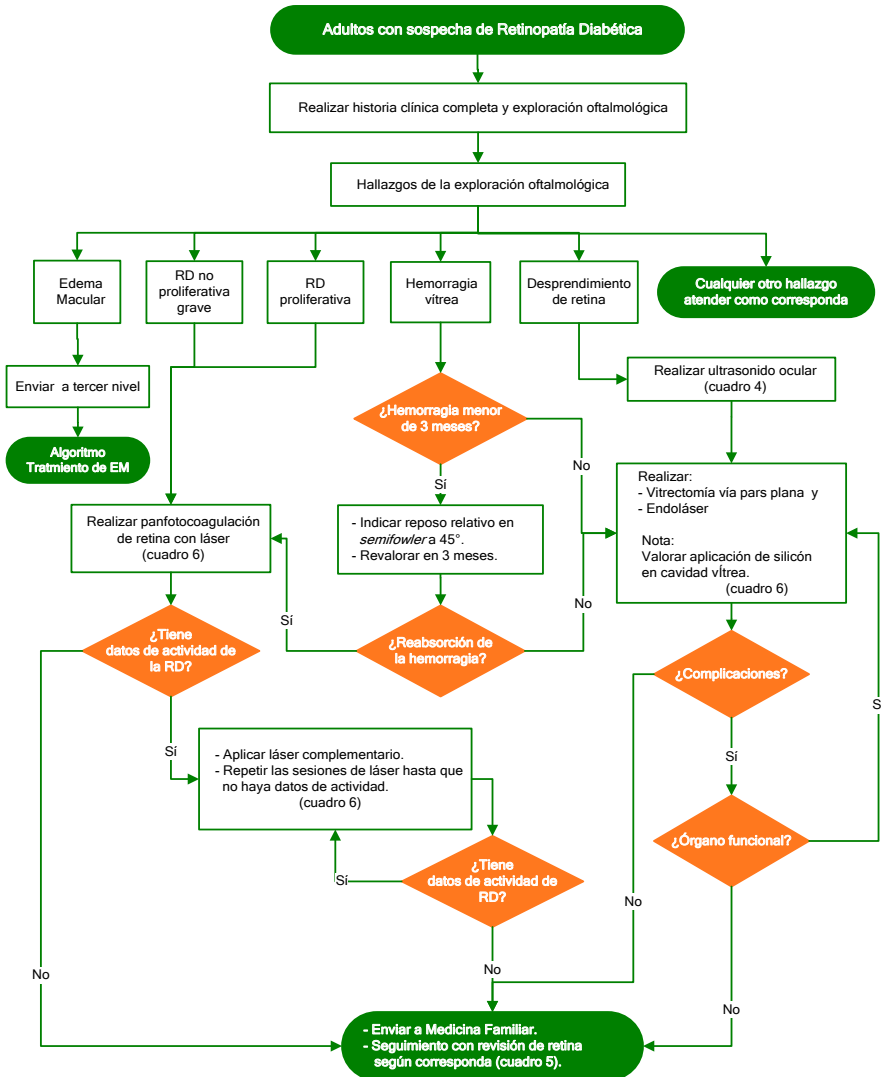 Adultos con sospecha de Retinopatía Diabética
Realizar historia clínica completa y exploración oftalmológica
Hallazgos de la exploración oftalmológica
Edema
Macular
RD no
proliferativa
grave
RD
proliferativa
Hemorragia
vítrea
Desprendimiento
de retina
Cualquier otro hallazgo
atender como corresponda
Enviar a tercer nivel
Algoritmo
Tratmiento de EM
¿Hemorragia menor
de 3 meses?
No
Sí
Realizar ultrasonido ocular
(cuadro 4)
Realizar panfotocoagulación
de retina con láser
(cuadro 6)
- Indicar reposo relativo en
semifowler a 45°.
- Revalorar en 3 meses.
Realizar:
- Vitrectomía vía pars plana y
- Endoláser
Nota:
Valorar aplicación de silicón
en cavidad vítrea.
(cuadro 6)
Sí
No
¿Tiene
datos de actividad de
la RD?
¿Reabsorción de
la hemorragia?
¿Complicaciones?
S
Sí
Sí
- Aplicar láser complementario.
- Repetir las sesiones de láser hasta que
no haya datos de actividad.
(cuadro 6)
¿Órgano funcional?
Sí
¿Tiene
datos de actividad de
RD?
No
No
No
No
- Enviar a Medicina Familiar.
- Seguimiento con revisión de retina
según corresponda (cuadro 5).